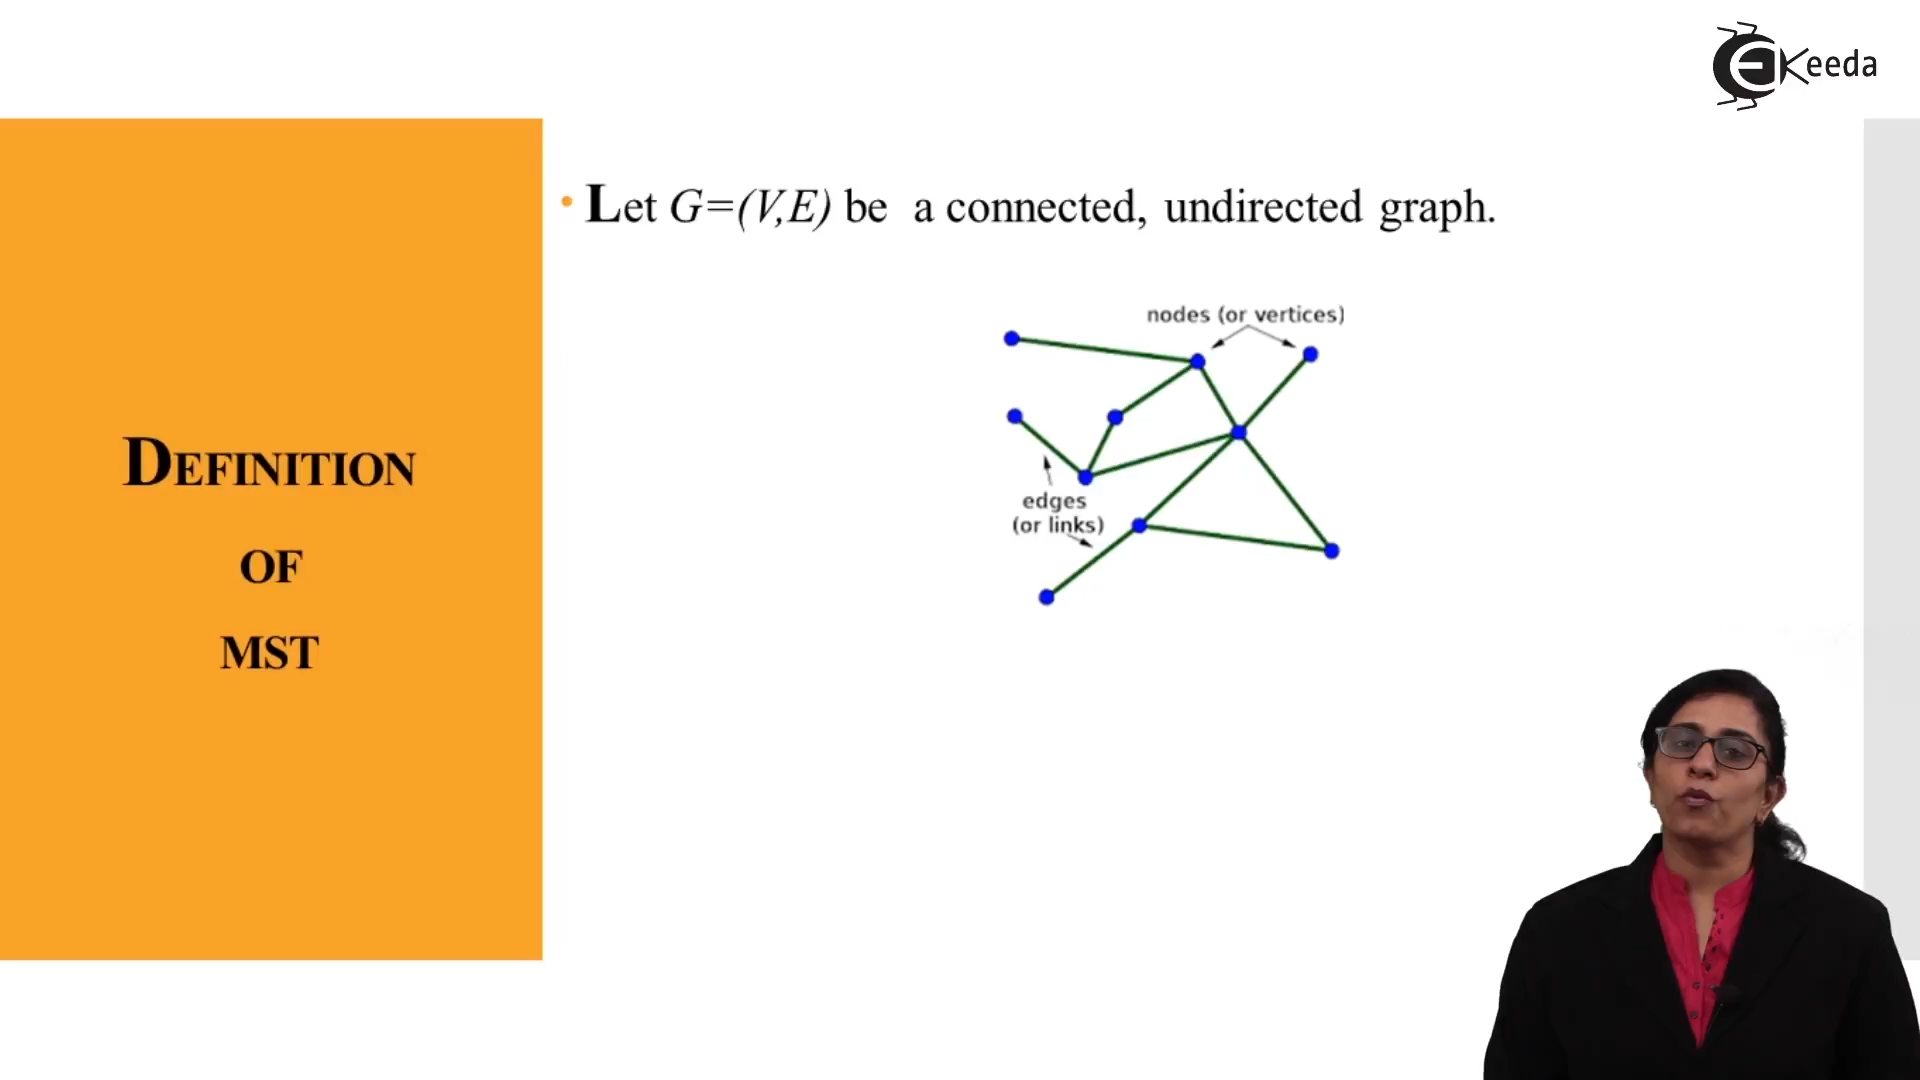 Keeda
• Let G=(V,E) be a connected, undirected graph.
DEFINITION
OF
MST
nodes (or vertices)
edges
(or links)